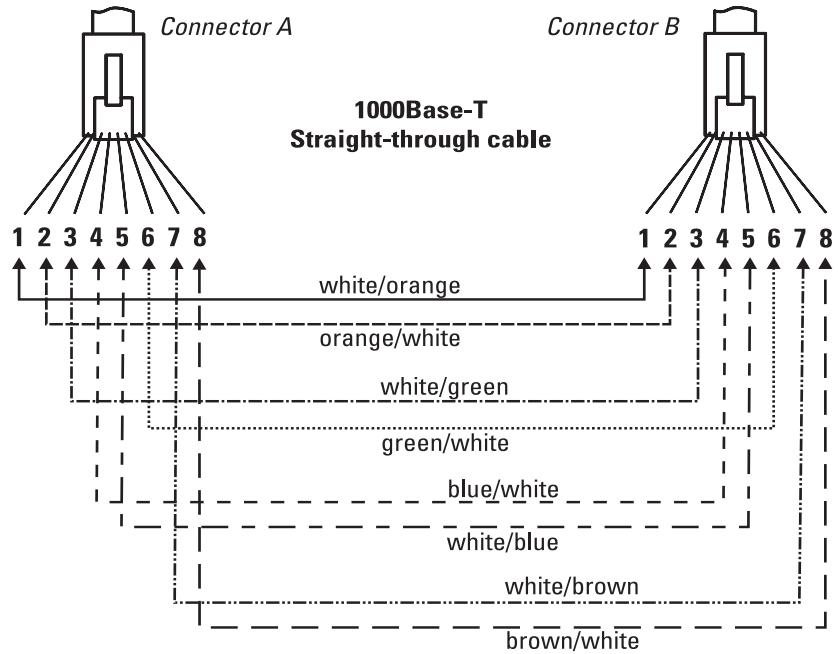 Connector A
Connector B
1000Base-T
Straight-through cable
1 2 3 4 5 6 7 8
1 2 3 4 5 6 7 8
white/orange
orange/white
white/green
green/white
blue/white
white/blue
white/brown
brown/white